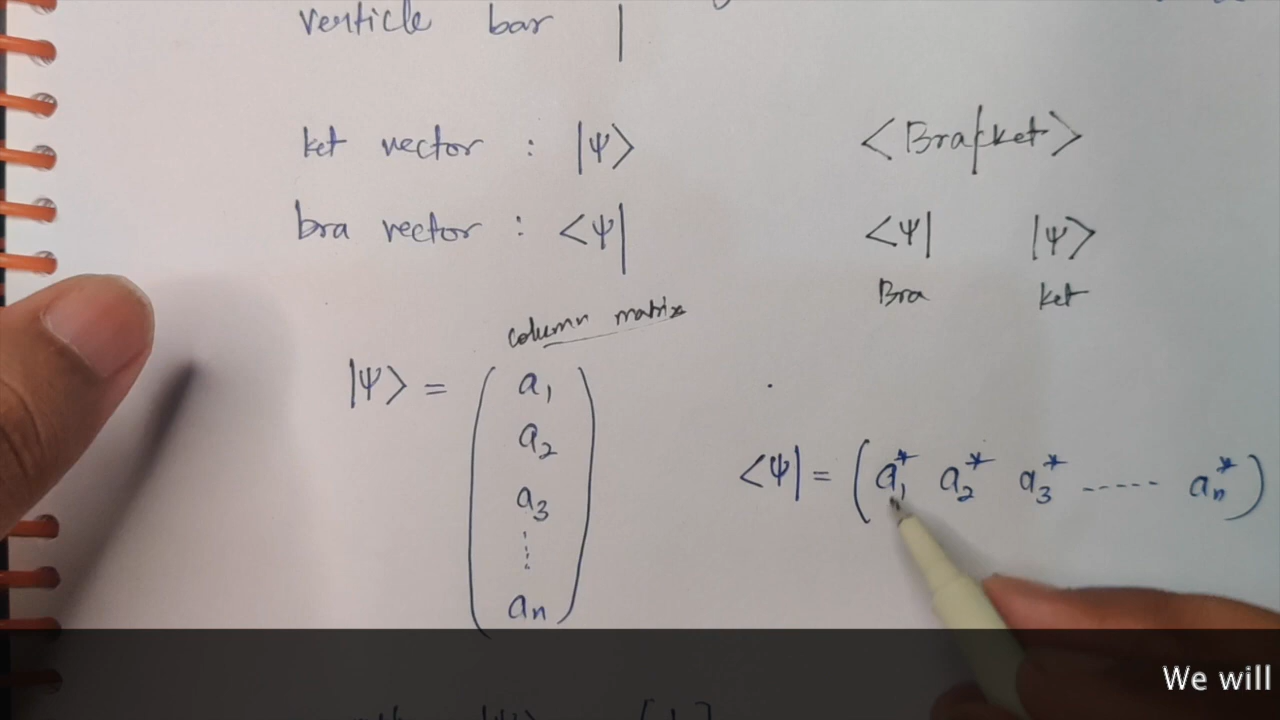 verticle bar |
ket vector : |Ψ>
<Bra|ket>
bra vector : <Ψ|
<Ψ| |Ψ>
Bra ket
column matrix
|Ψ> = ( a1
a2
a3
⋮
an )
<Ψ| = ( a1* a2* a3* ----- an* )
We will